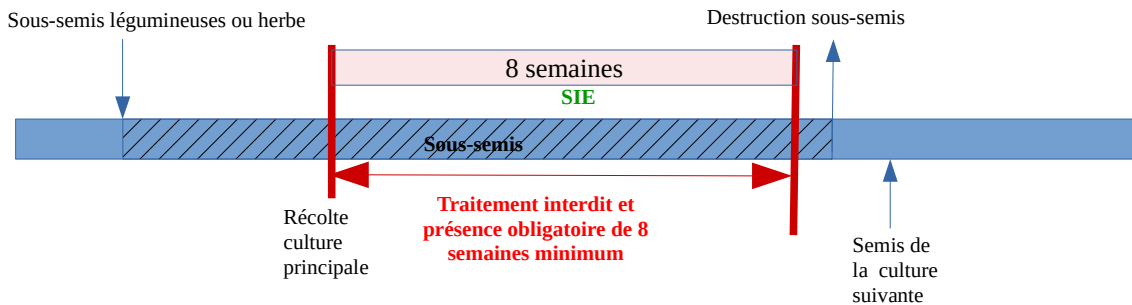 Sous-semis légumineuses ou herbe
Destruction sous-semis
8 semaines
SIE
Sous-semis
Récolte
culture
principale
Traitement interdit et
présence obligatoire de 8
semaines minimum
Semis de
la culture
suivante